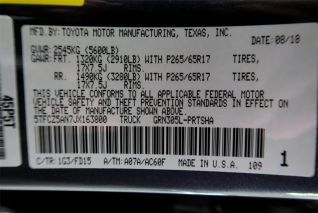 MFD. BY: TOYOTA MOTOR MANUFACTURING, TEXAS, INC.
DATE: 08/18
GVWR: 2545KG (5600LB)
GAWR: FRT. 1320KG (2910LB) WITH P265/65R17 TIRES,
17X7.5J RIMS
RR. 1490KG (3280LB) WITH P265/65R17 TIRES,
17X7.5J RIMS
THIS VEHICLE CONFORMS TO ALL APPLICABLE FEDERAL MOTOR
VEHICLE SAFETY AND THEFT PREVENTION STANDARDS IN EFFECT
ON THE DATE OF MANUFACTURE SHOWN ABOVE.
5TFCZ5AN7JX163800 TRUCK GRN305L-PRTSHA
C/TR: 1G3/FD15 A/TM: A07A/AC60F MADE IN U.S.A. 109
1